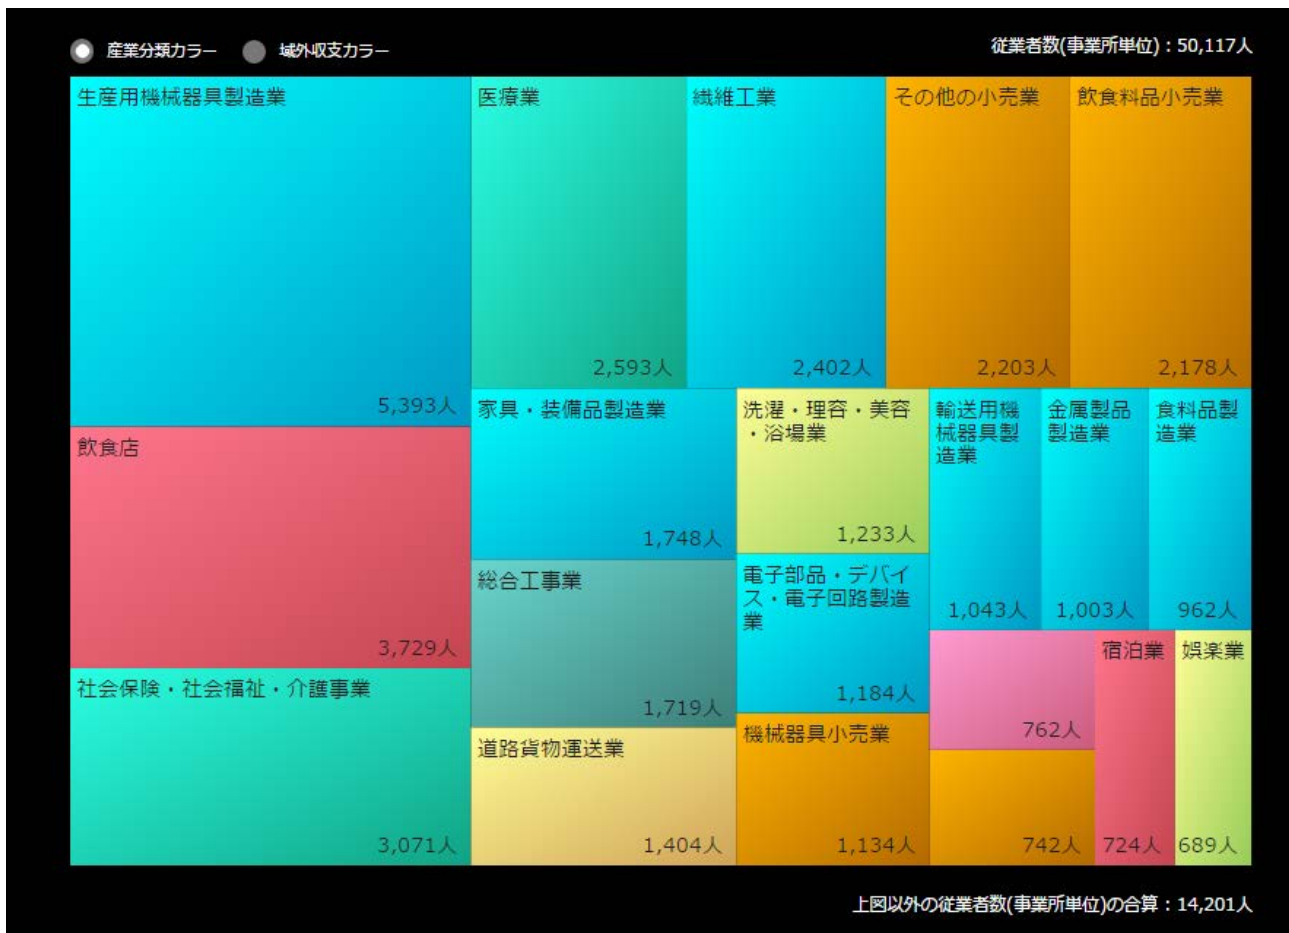 産業分類カラー 域外収支カラー 従業者数(事業所単位)：50,117人
生産用機械器具製造業
5,393人
飲食店
3,729人
社会保険・社会福祉・介護事業
3,071人
医療業
2,593人
繊維工業
2,402人
その他の小売業
2,203人
飲食料品小売業
2,178人
家具・装備品製造業
1,748人
総合工事業
1,719人
道路貨物運送業
1,404人
洗濯・理容・美容
・浴場業
1,233人
電子部品・デバイ
ス・電子回路製造
業
1,184人
機械器具小売業
1,134人
輸送用機
械器具製
造業
1,043人
金属製品
製造業
1,003人
食料品製
造業
962人
762人
742人
宿泊業
724人
娯楽業
689人
上図以外の従業者数(事業所単位)の合算：14,201人